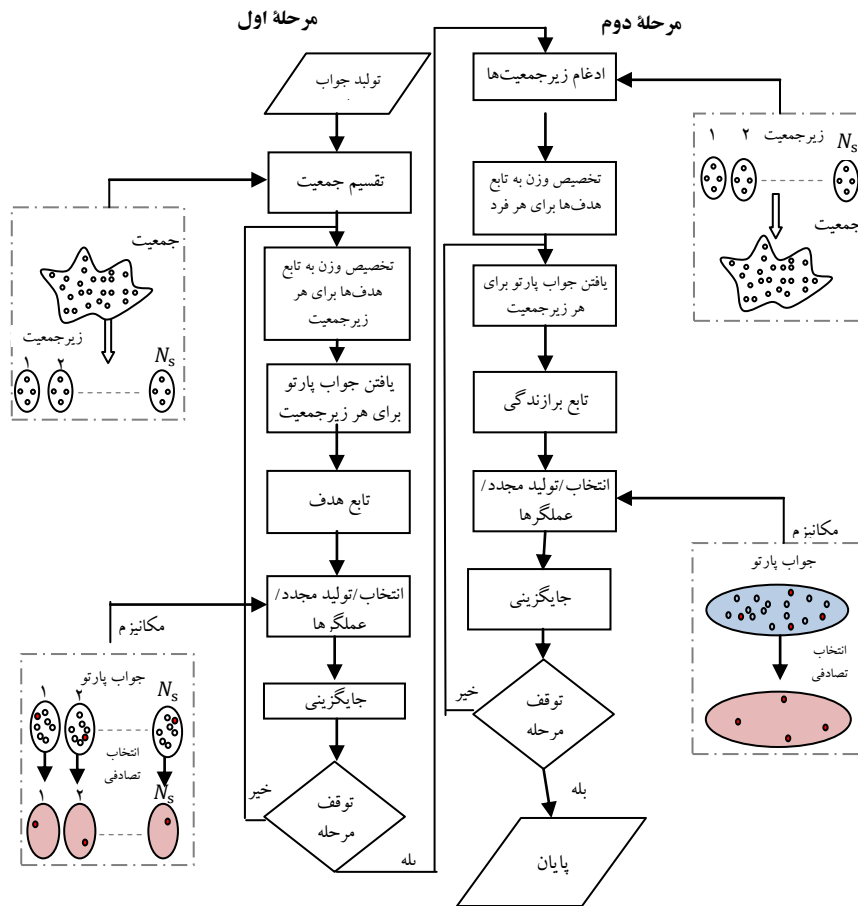 مرحلهٔ اول
تولید جواب
تقسیم جمعیت
تخصیص وزن به تابع
هدف‌ها برای هر
زیرجمعیت
یافتن جواب پارتو
برای هر زیرجمعیت
تابع هدف
انتخاب/تولید مجدد/
عملگرها
جایگزینی
توقف
مرحله
خیر
بله
جمعیت
زیرجمعیت
۱ ۲ Ns
مکانیزم
جواب پارتو
۱ ۲ Ns
انتخاب
تصادفی
۱ ۲ Ns
مرحلهٔ دوم
ادغام زیرجمعیت‌ها
تخصیص وزن به تابع
هدف‌ها برای هر فرد
یافتن جواب پارتو برای
هر زیرجمعیت
تابع برازندگی
انتخاب/تولید مجدد/
عملگرها
جایگزینی
توقف
مرحله
خیر
بله
پایان
زیرجمعیت
۱ ۲ Ns
جمعیت
مکانیزم
جواب پارتو
انتخاب
تصادفی